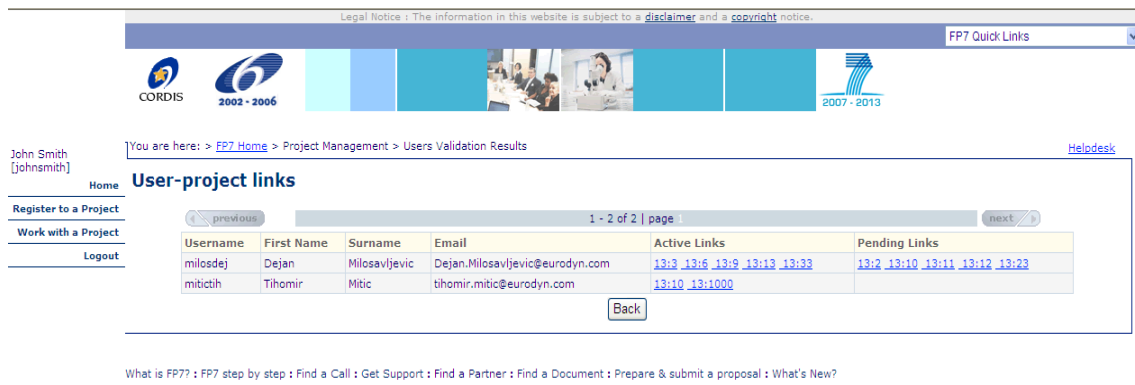 Legal Notice : The information in this website is subject to a disclaimer and a copyright notice.
FP7 Quick Links
CORDIS
6
2002 - 2006
7
2007 - 2013
John Smith
[johnsmith]
Home
Register to a Project
Work with a Project
Logout
You are here: > FP7 Home > Project Management > Users Validation Results
Helpdesk
User-project links
previous 1 - 2 of 2 | page 1 next
Username First Name Surname Email Active Links Pending Links
milosdej Dejan Milosavljevic Dejan.Milosavljevic@eurodyn.com 13:3 13:6 13:9 13:13 13:33 13:2 13:10 13:11 13:12 13:23
mitictih Tihomir Mitic tihomir.mitic@eurodyn.com 13:10 13:1000
Back
What is FP7? : FP7 step by step : Find a Call : Get Support : Find a Partner : Find a Document : Prepare & submit a proposal : What's New?